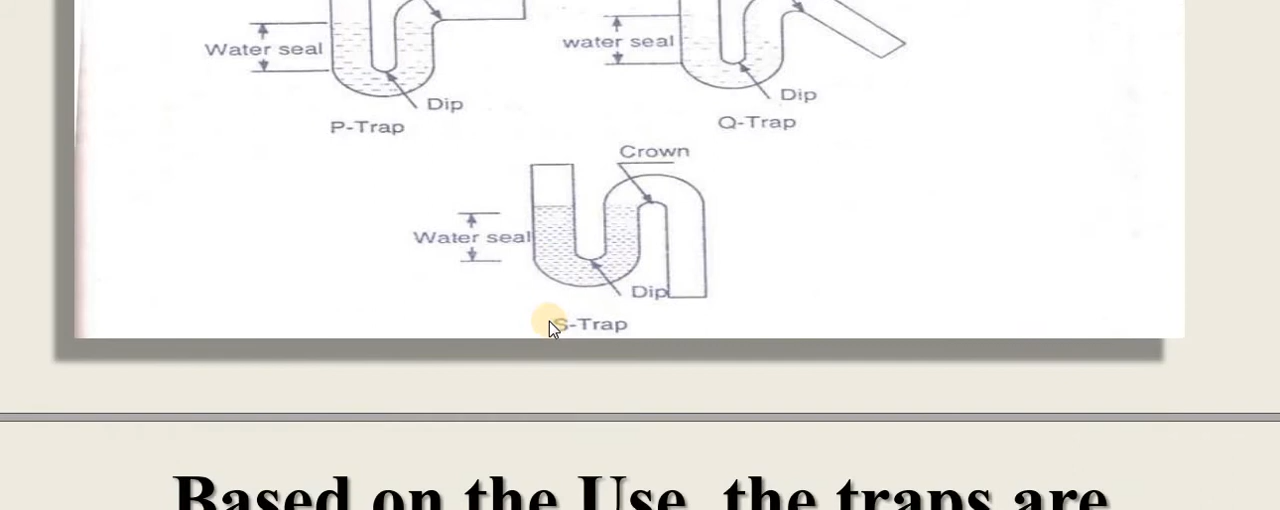 Water seal
water seal
Dip
Dip
P-Trap
Q-Trap
Crown
Water seal
Dip
S-Trap
Based on the Use, the traps are